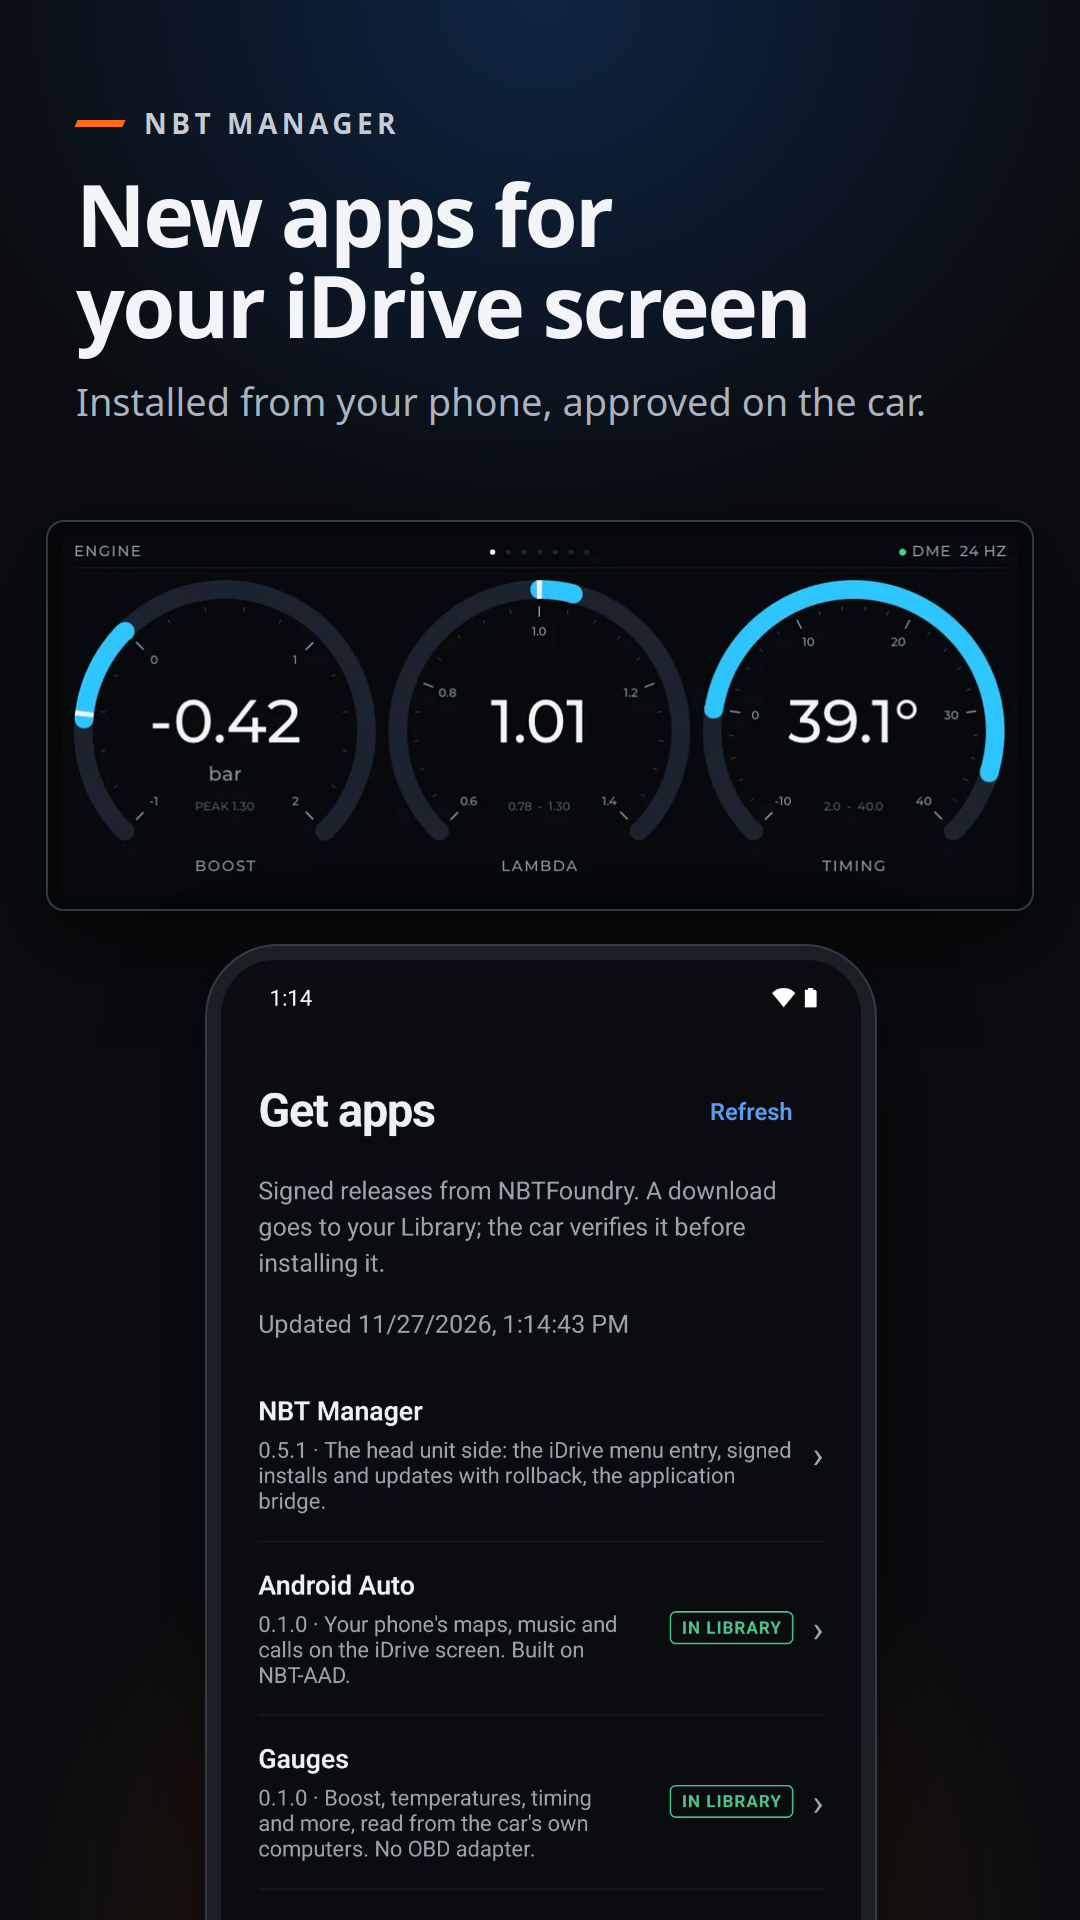 NBT MANAGER
New apps for
your iDrive screen
Installed from your phone, approved on the car.
ENGINE
DME 24 HZ
0
1
-0.42
bar
-1
PEAK 1.30
2
BOOST
1.0
0.8
1.2
1.01
0.6
0.78 - 1.30
1.4
LAMBDA
10
20
0
39.1°
30
-10
2.0 - 40.0
40
TIMING
1:14
Get apps
Refresh
Signed releases from NBTFoundry. A download
goes to your Library; the car verifies it before
installing it.
Updated 11/27/2026, 1:14:43 PM
NBT Manager
0.5.1 · The head unit side: the iDrive menu entry, signed
installs and updates with rollback, the application
bridge.
Android Auto
0.1.0 · Your phone's maps, music and
calls on the iDrive screen. Built on
NBT-AAD.
IN LIBRARY
Gauges
0.1.0 · Boost, temperatures, timing
and more, read from the car's own
computers. No OBD adapter.
IN LIBRARY